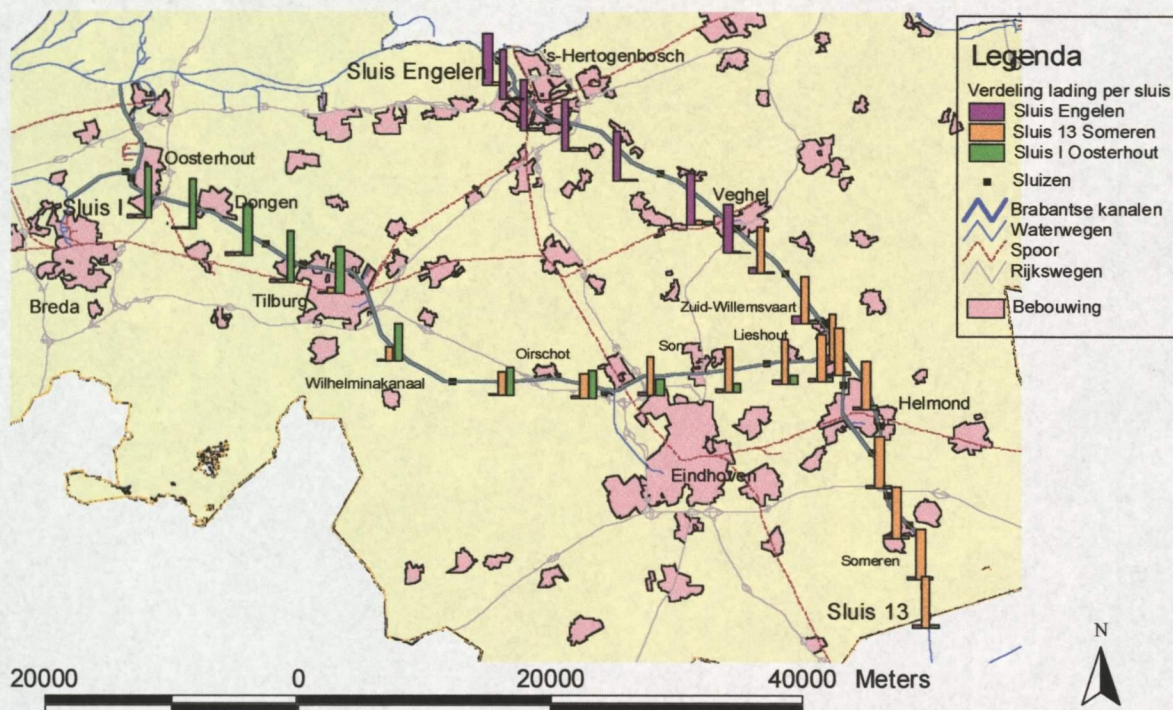 Legenda
Verdeling lading per sluis
Sluis Engelen
Sluis 13 Someren
Sluis I Oosterhout
Sluizen
Brabantse kanalen
Waterwegen
Spoor
Rijkswegen
Bebouwing
's-Hertogenbosch
Sluis Engelen
Oosterhout
Sluis I
Dongen
Veghel
Breda
Tilburg
Zuid-Willemsvaart
Lieshout
Oirschot
Son
Wilhelminakanaal
Helmond
Eindhoven
Someren
Sluis 13
N
20000 0 20000 40000 Meters